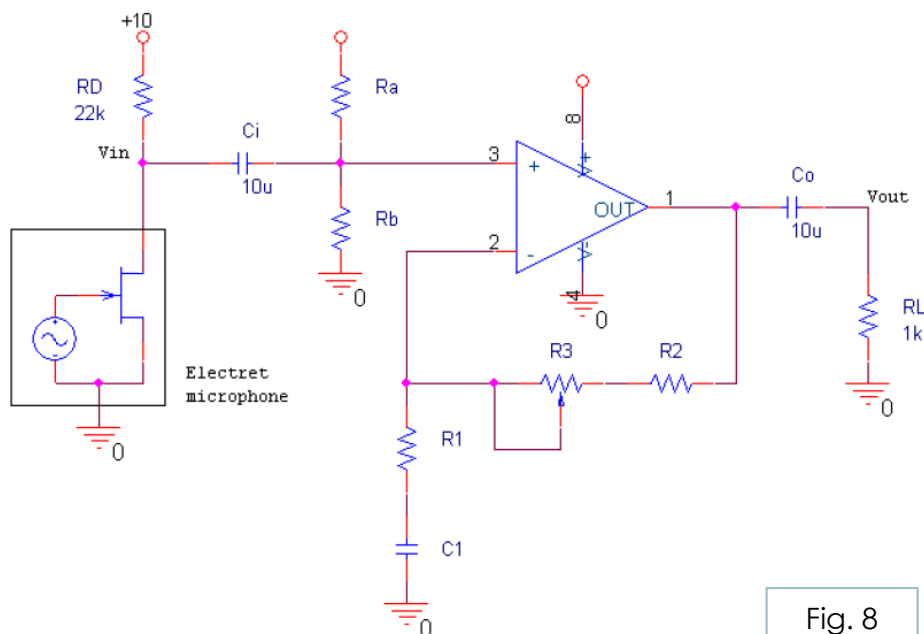 +10
RD
22k
Ra
Ci
Vin
10u
Rb
3
+
8
V+
OUT
1
2
-
V-
4
0
0
Co
Vout
10u
RL
1k
0
R3
R2
Electret
microphone
0
R1
C1
0
Fig. 8